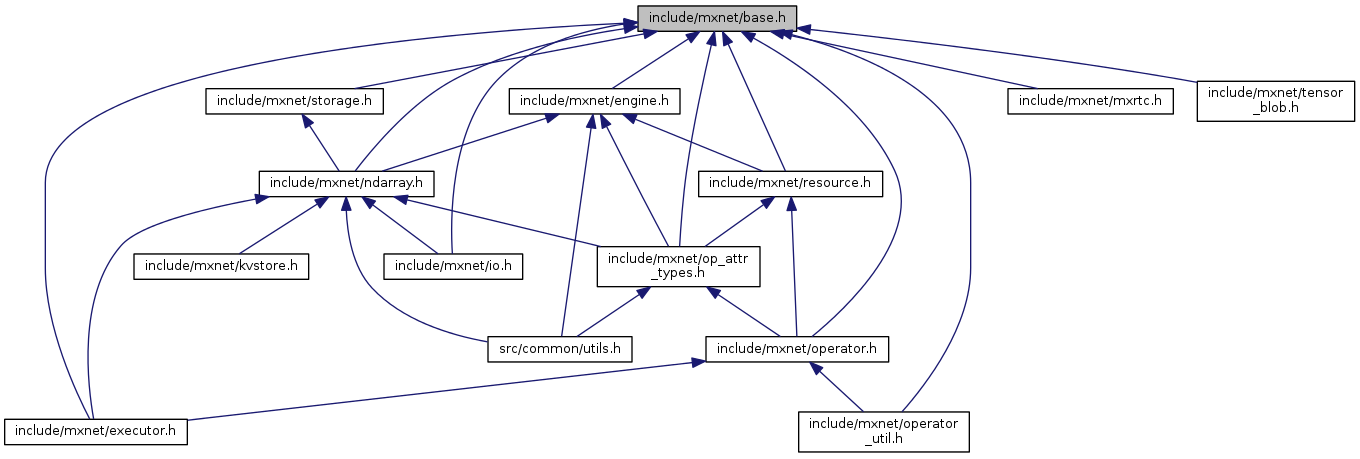 include/mxnet/base.h
include/mxnet/storage.h
include/mxnet/engine.h
include/mxnet/mxrtc.h
include/mxnet/tensor
_blob.h
include/mxnet/ndarray.h
include/mxnet/resource.h
include/mxnet/kvstore.h
include/mxnet/io.h
include/mxnet/op_attr
_types.h
src/common/utils.h
include/mxnet/operator.h
include/mxnet/executor.h
include/mxnet/operator
_util.h